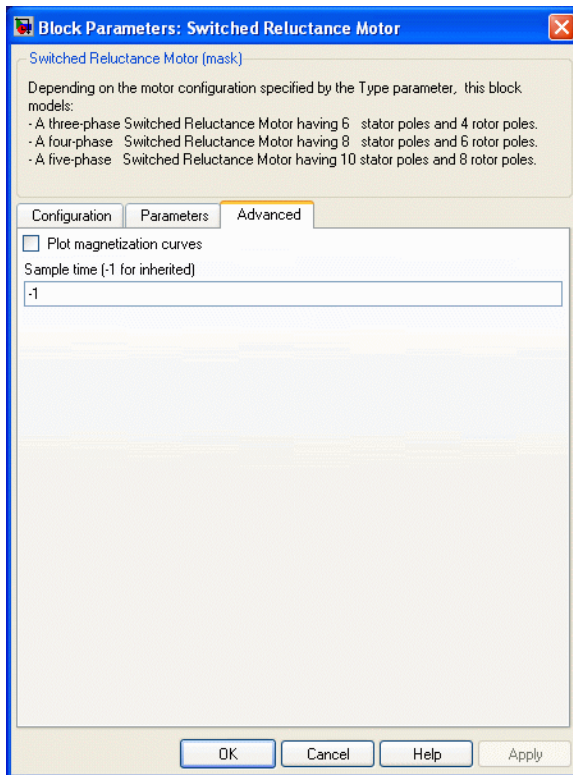 Block Parameters: Switched Reluctance Motor
Switched Reluctance Motor (mask)
Depending on the motor configuration specified by the Type parameter, this block
models:
- A three-phase Switched Reluctance Motor having 6 stator poles and 4 rotor poles.
- A four-phase Switched Reluctance Motor having 8 stator poles and 6 rotor poles.
- A five-phase Switched Reluctance Motor having 10 stator poles and 8 rotor poles.
Configuration Parameters Advanced
Plot magnetization curves
Sample time (-1 for inherited)
-1
OK Cancel Help Apply